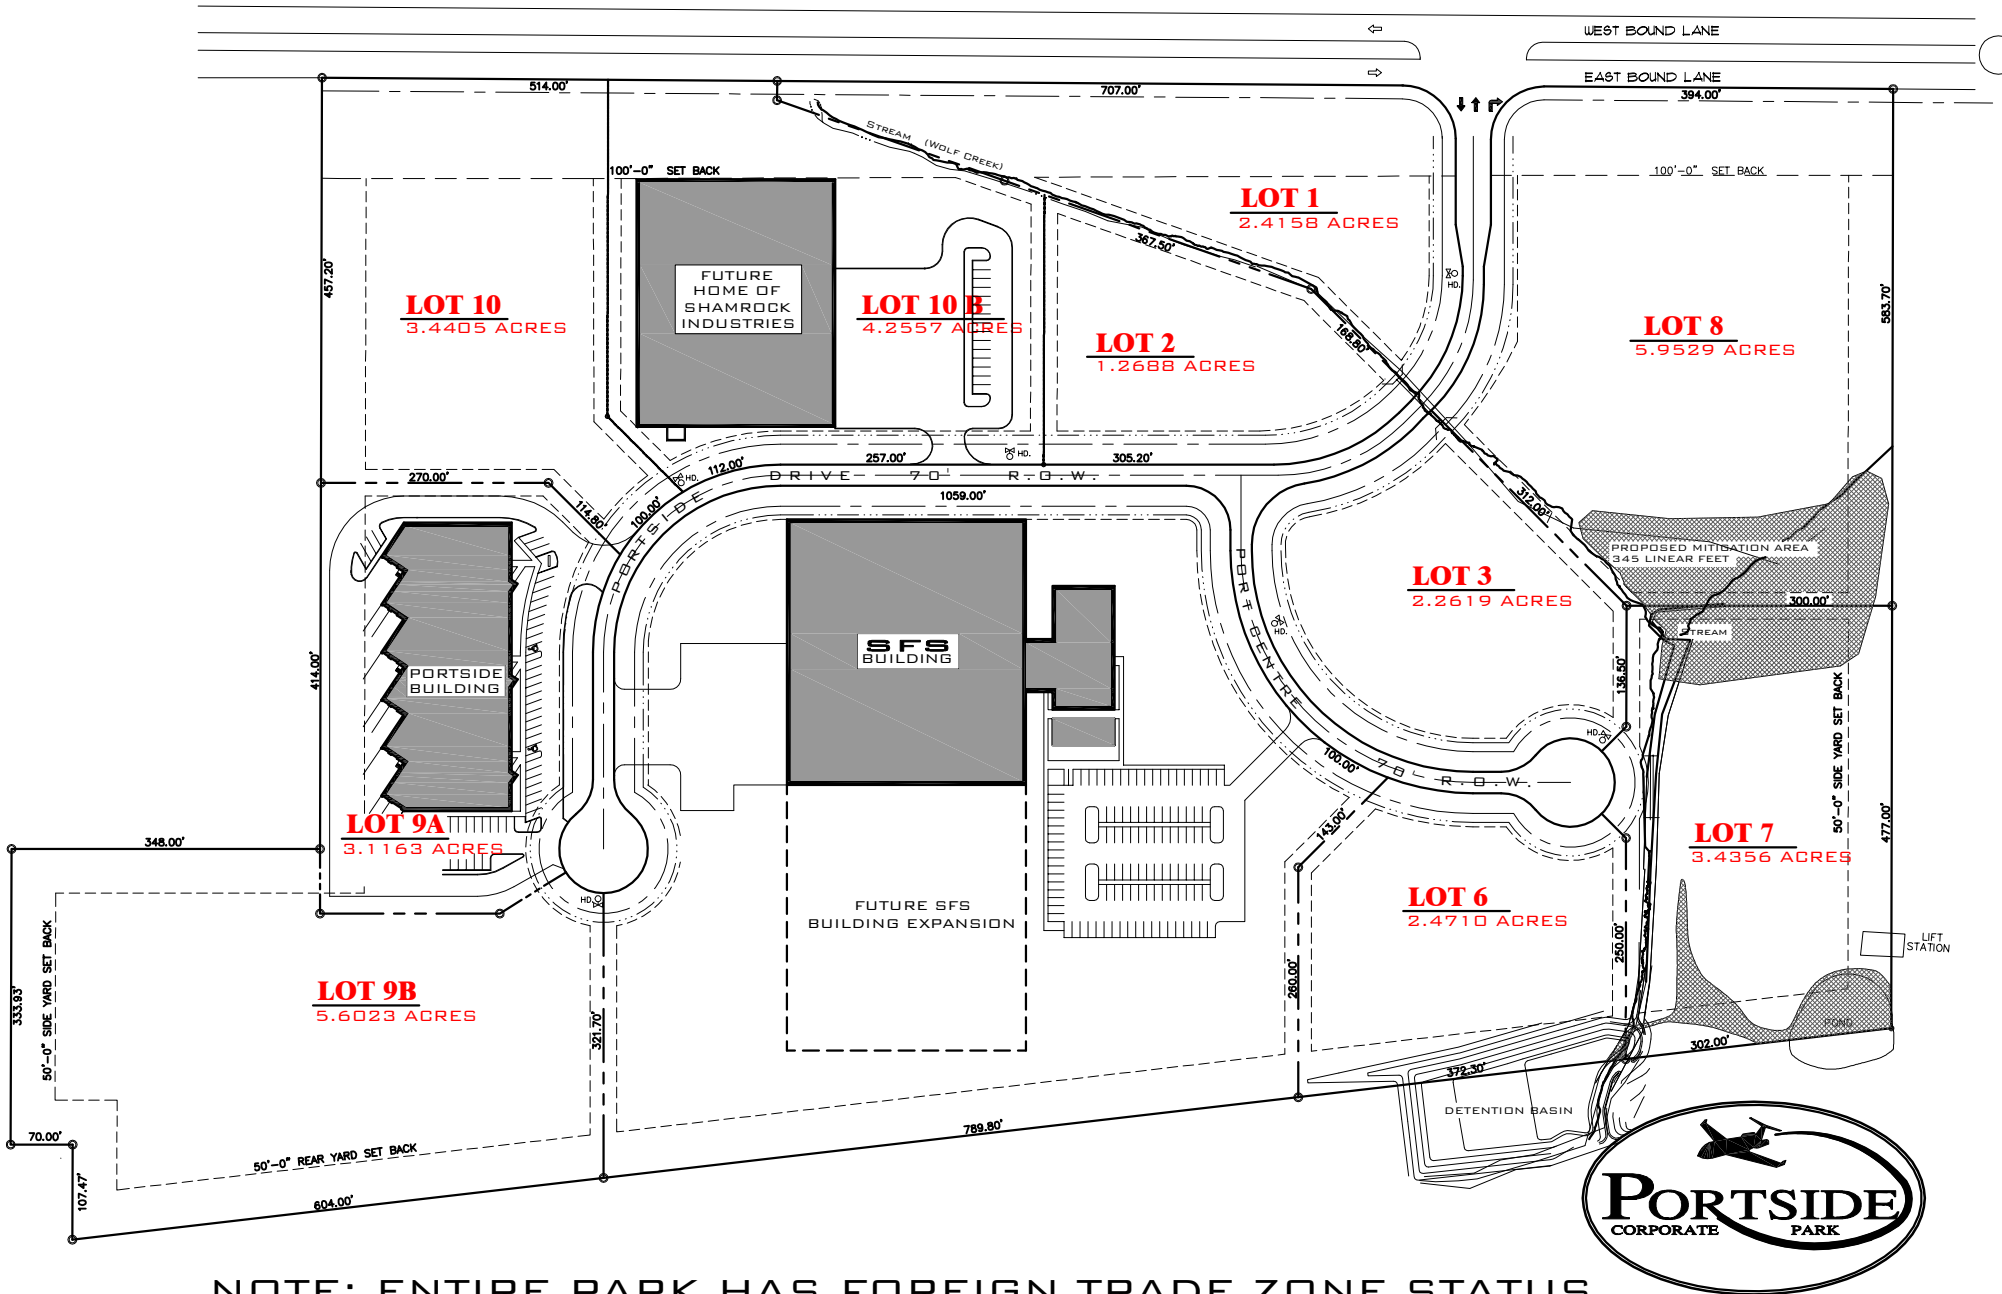 WEST BOUND LANE
EAST BOUND LANE
514.00'
707.00'
394.00'
STREAM (WOLF CREEK)
100'-0" SET BACK
100'-0" SET BACK
LOT 1
2.4158 ACRES
367.50'
457.20'
FUTURE
HOME OF
SHAMROCK
INDUSTRIES
LOT 10
3.4405 ACRES
LOT 10 B
4.2557 ACRES
HD.
583.70'
LOT 2
1.2688 ACRES
168.80'
LOT 8
5.9529 ACRES
270.00'
HD.
112.00'
257.00'
HD.
305.20'
PORTSIDE DRIVE 70' R.O.W.
1059.00'
114.80'
100.00'
312.00'
PROPOSED MITIGATION AREA
345 LINEAR FEET
LOT 3
2.2619 ACRES
300.00'
STREAM
HD.
SFS
BUILDING
PORTSIDE
BUILDING
414.00'
136.50'
50'-0" SIDE YARD SET BACK
PORT CENTRE 70' R.O.W.
HD.
100.00'
477.00'
LOT 9A
3.1163 ACRES
348.00'
143.00'
LOT 7
3.4356 ACRES
HD.
FUTURE SFS
BUILDING EXPANSION
LOT 6
2.4710 ACRES
250.00'
LIFT
STATION
50'-0" SIDE YARD SET BACK
333.93'
LOT 9B
5.6023 ACRES
321.70'
260.00'
POND
302.00'
372.30'
DETENTION BASIN
789.80'
70.00'
107.47'
50'-0" REAR YARD SET BACK
604.00'
PORTSIDE
CORPORATE PARK
NOTE: ENTIRE PARK HAS FOREIGN TRADE ZONE STATUS